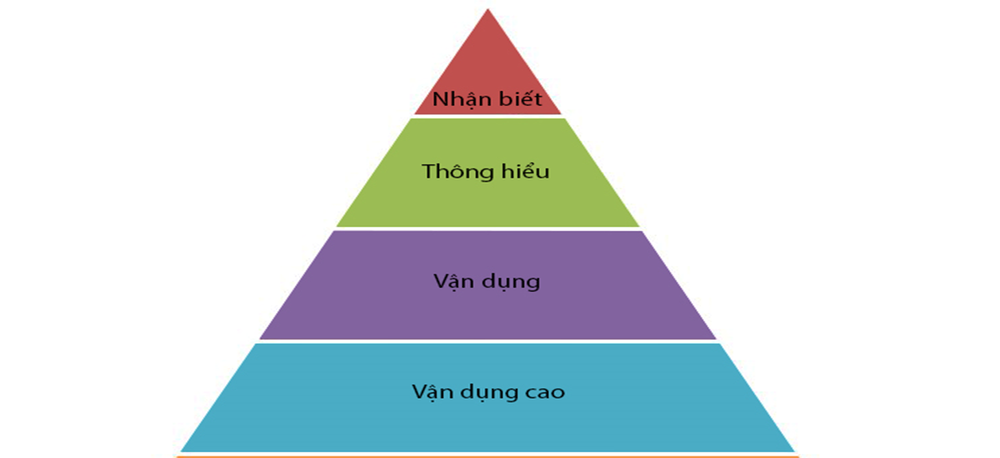 Nhận biết
Thông hiểu
Vận dụng
Vận dụng cao